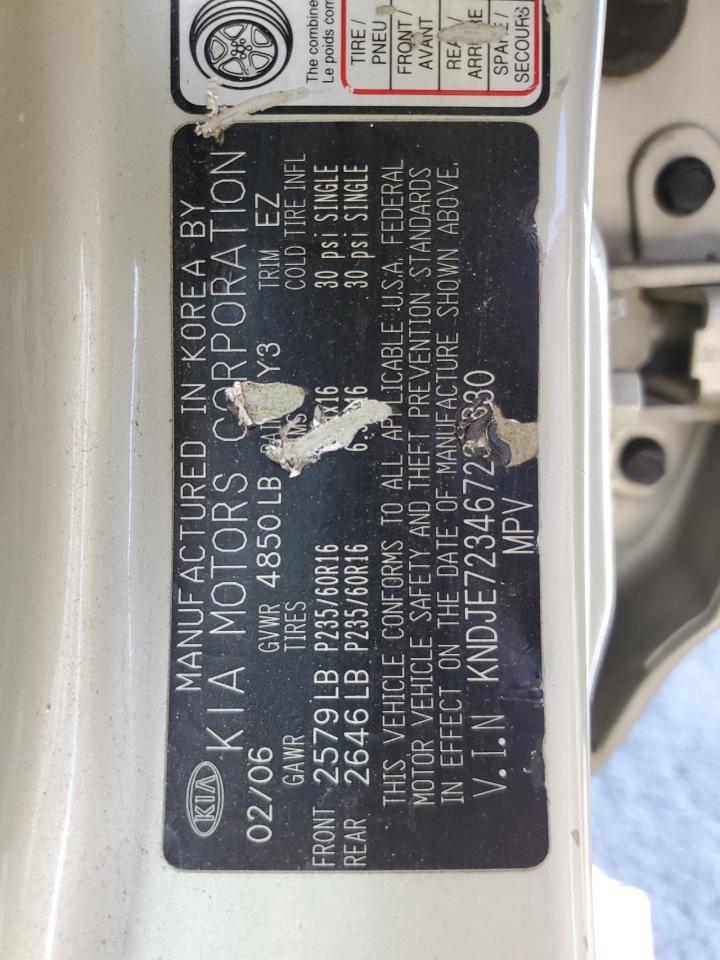 The combine
Le poids com
TIRE / PNEU
FRONT / AVANT
SECOURS
MANUFACTURED IN KOREA BY
KIA MOTORS CORPORATION
KIA
02/06 GVWR 4850 LB Y3 TRIM EZ
GAWR TIRES COLD TIRE INFL
FRONT 2579 LB P235/60R16 30 psi SINGLE
REAR 2646 LB P235/60R16 30 psi SINGLE
THIS VEHICLE CONFORMS TO ALL APPLICABLE U.S.A. FEDERAL
MOTOR VEHICLE SAFETY AND THEFT PREVENTION STANDARDS
IN EFFECT ON THE DATE OF MANUFACTURE SHOWN ABOVE.
V.I.N
MPV